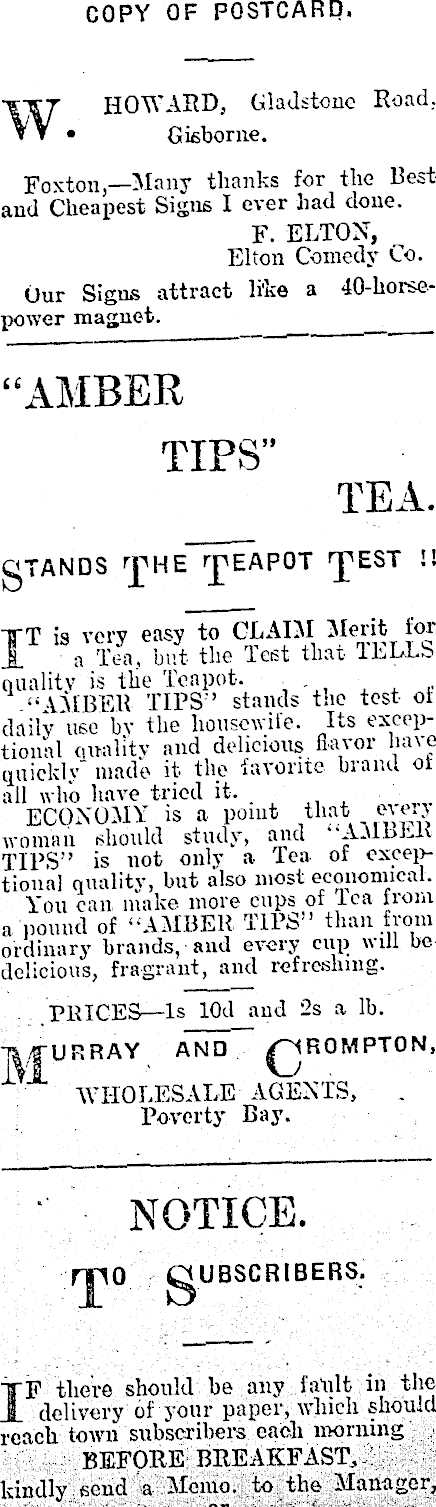 COPY OF POSTCARD.
W. HOWARD, Gladstone Road,
Gisborne.
Foxton,—Many thanks for the Best
and Cheapest Signs I ever had done.
F. ELTON,
Elton Comedy Co.
Our Signs attract like a 40-horse-
power magnet.
"AMBER
TIPS"
TEA.
STANDS THE TEAPOT TEST !!
IT is very easy to CLAIM Merit for
a Tea, but the Test that TELLS
quality is the Teapot.
"AMBER TIPS" stands the test of
daily use by the housewife. Its excep-
tional quality and delicious flavor have
quickly made it the favorite brand of
all who have tried it.
ECONOMY is a point that every
woman should study, and "AMBER
TIPS" is not only a Tea of excep-
tional quality, but also most economical.
You can make more cups of Tea from
a pound of "AMBER TIPS" than from
ordinary brands, and every cup will be
delicious, fragrant, and refreshing.
PRICES—1s 10d and 2s a lb.
MURRAY AND CROMPTON,
WHOLESALE AGENTS,
Poverty Bay.
NOTICE.
TO SUBSCRIBERS.
IF there should be any fault in the
delivery of your paper, which should
reach town subscribers each morning
BEFORE BREAKFAST,
kindly send a Memo. to the Manager,